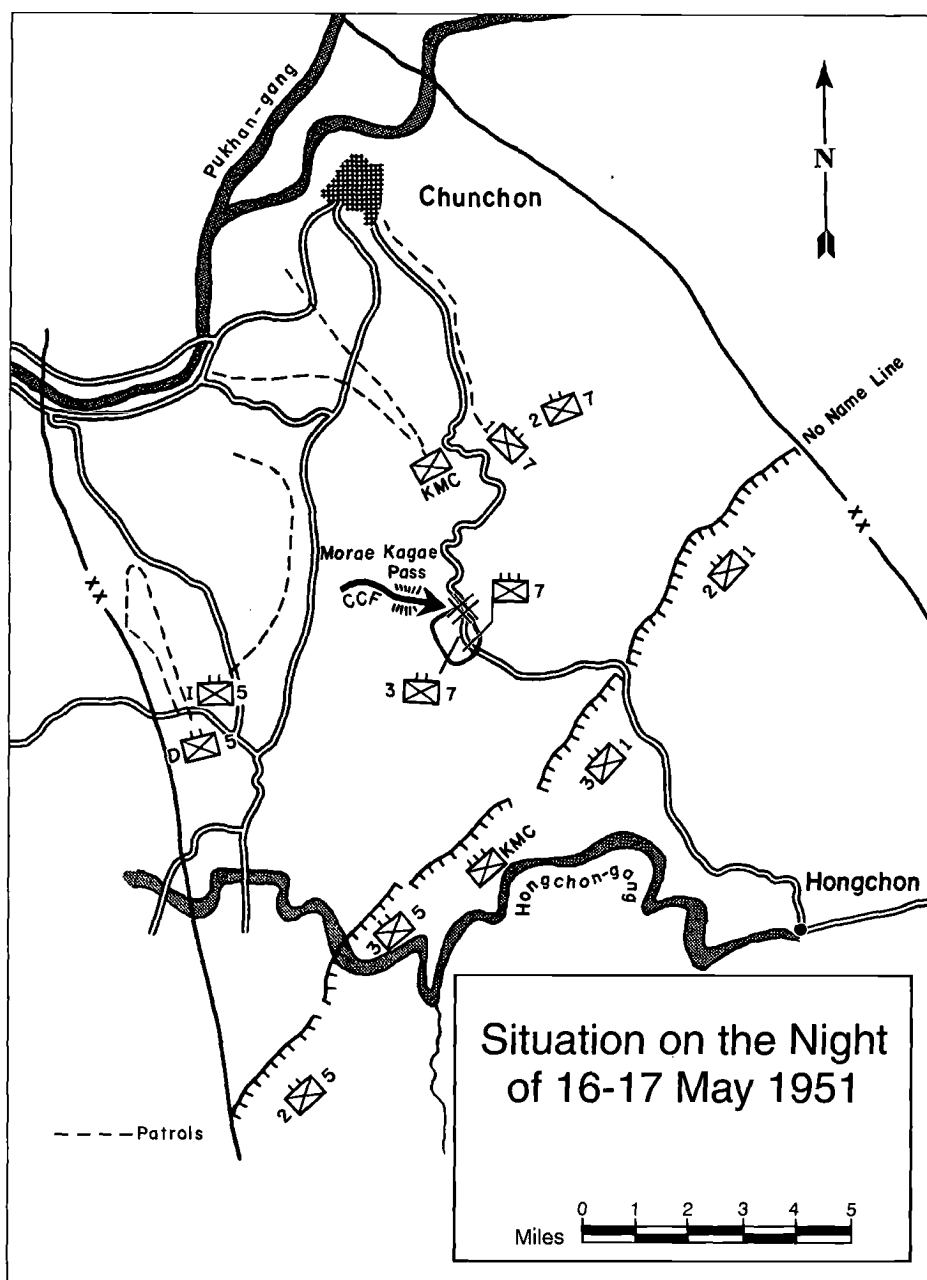 Pukhan-gang
Chunchon
N
No Name Line
2 7
I
7
KMC
XX
Morae Kagae
Pass
CCF
7
2 1
XX
3 7
I 5
D 5
3 1
KMC
Hongchon-gang
Hongchon
3 5
2 5
Situation on the Night
of 16-17 May 1951
Patrols
0 1 2 3 4 5
Miles